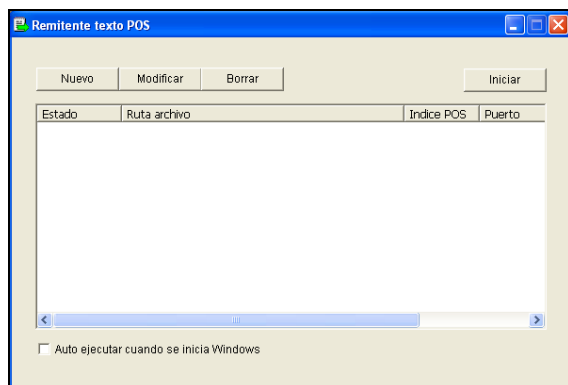 Remitente texto POS
Nuevo Modificar Borrar Iniciar
Estado Ruta archivo Indice POS Puerto
Auto ejecutar cuando se inicia Windows